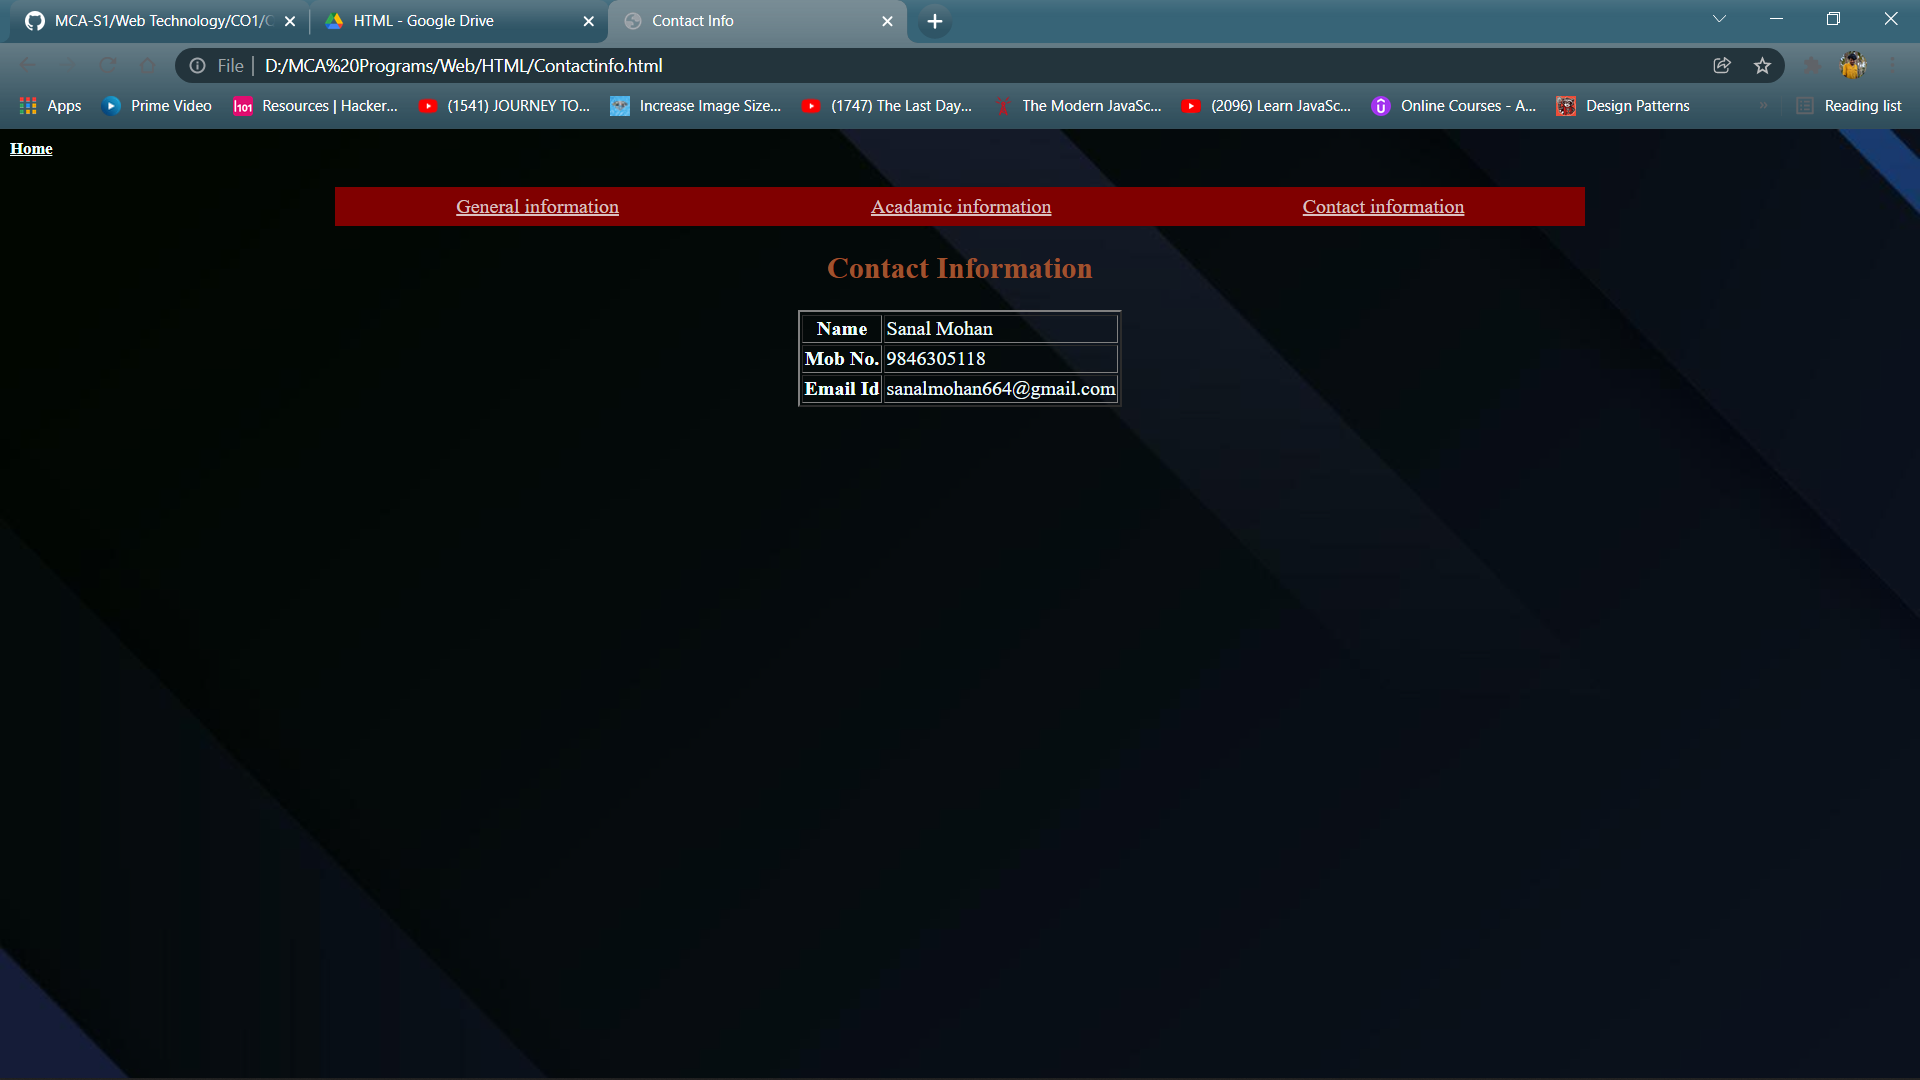 MCA-S1/Web Technology/CO1/C
HTML - Google Drive
Contact Info
File
D:/MCA%20Programs/Web/HTML/Contactinfo.html
Apps
Prime Video
Resources | Hacker...
(1541) JOURNEY TO...
Increase Image Size...
(1747) The Last Day...
The Modern JavaSc...
(2096) Learn JavaSc...
Online Courses - A...
Design Patterns
»
Reading list
Home
General information
Acadamic information
Contact information
Contact Information
Name Sanal Mohan
Mob No. 9846305118
Email Id sanalmohan664@gmail.com